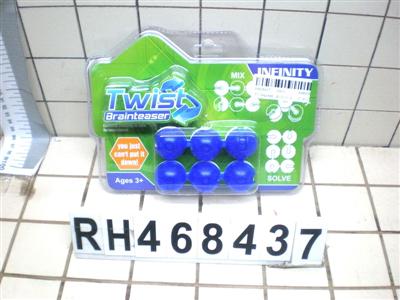 MIX
INFINITY
Twist
Brainteaser
you just
can't put it
down!
Ages 3+
SOLVE
RH468437